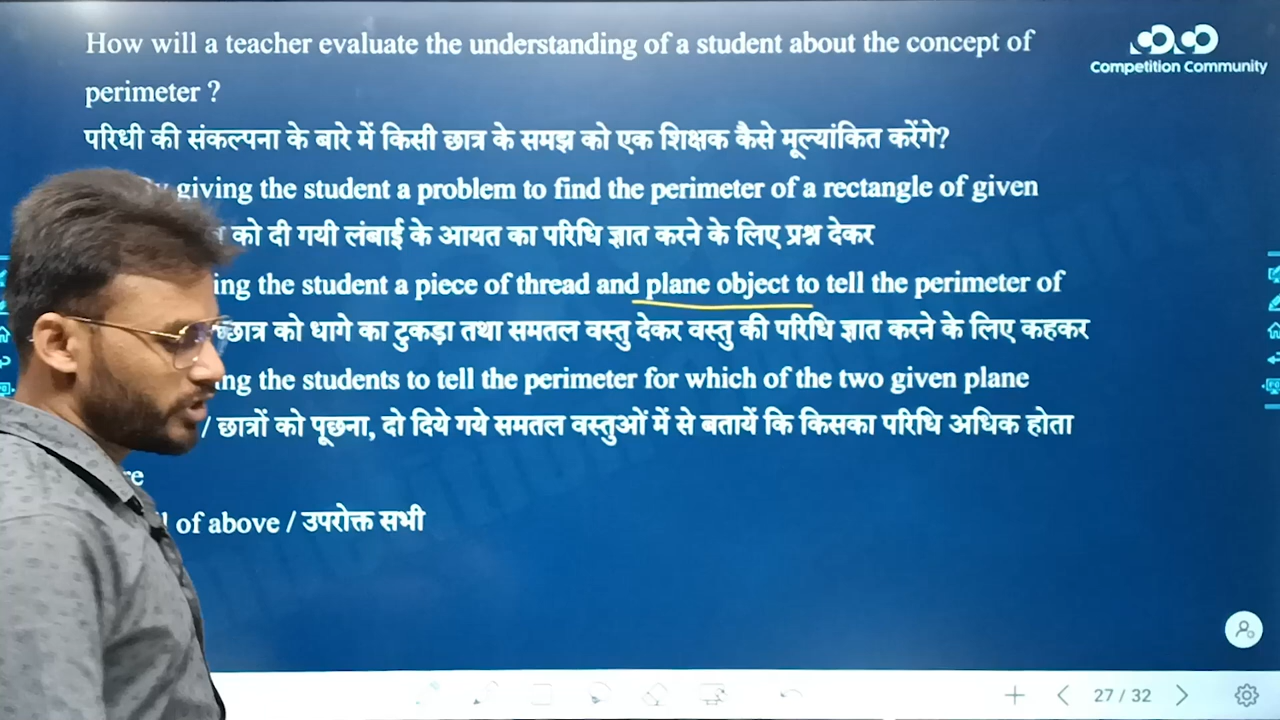 How will a teacher evaluate the understanding of a student about the concept of
perimeter ?
परिधी की संकल्पना के बारे में किसी छात्र के समझ को एक शिक्षक कैसे मूल्यांकित करेंगे?
giving the student a problem to find the perimeter of a rectangle of given
को दी गयी लंबाई के आयत का परिधि ज्ञात करने के लिए प्रश्न देकर
the student a piece of thread and plane object to tell the perimeter of
छात्र को धागे का टुकड़ा तथा समतल वस्तु देकर वस्तु की परिधि ज्ञात करने के लिए कहकर
the students to tell the perimeter for which of the two given plane
/ छात्रों को पूछना, दो दिये गये समतल वस्तुओं में से बतायें कि किसका परिधि अधिक होता
of above / उपरोक्त सभी
Competition Community
27 / 32